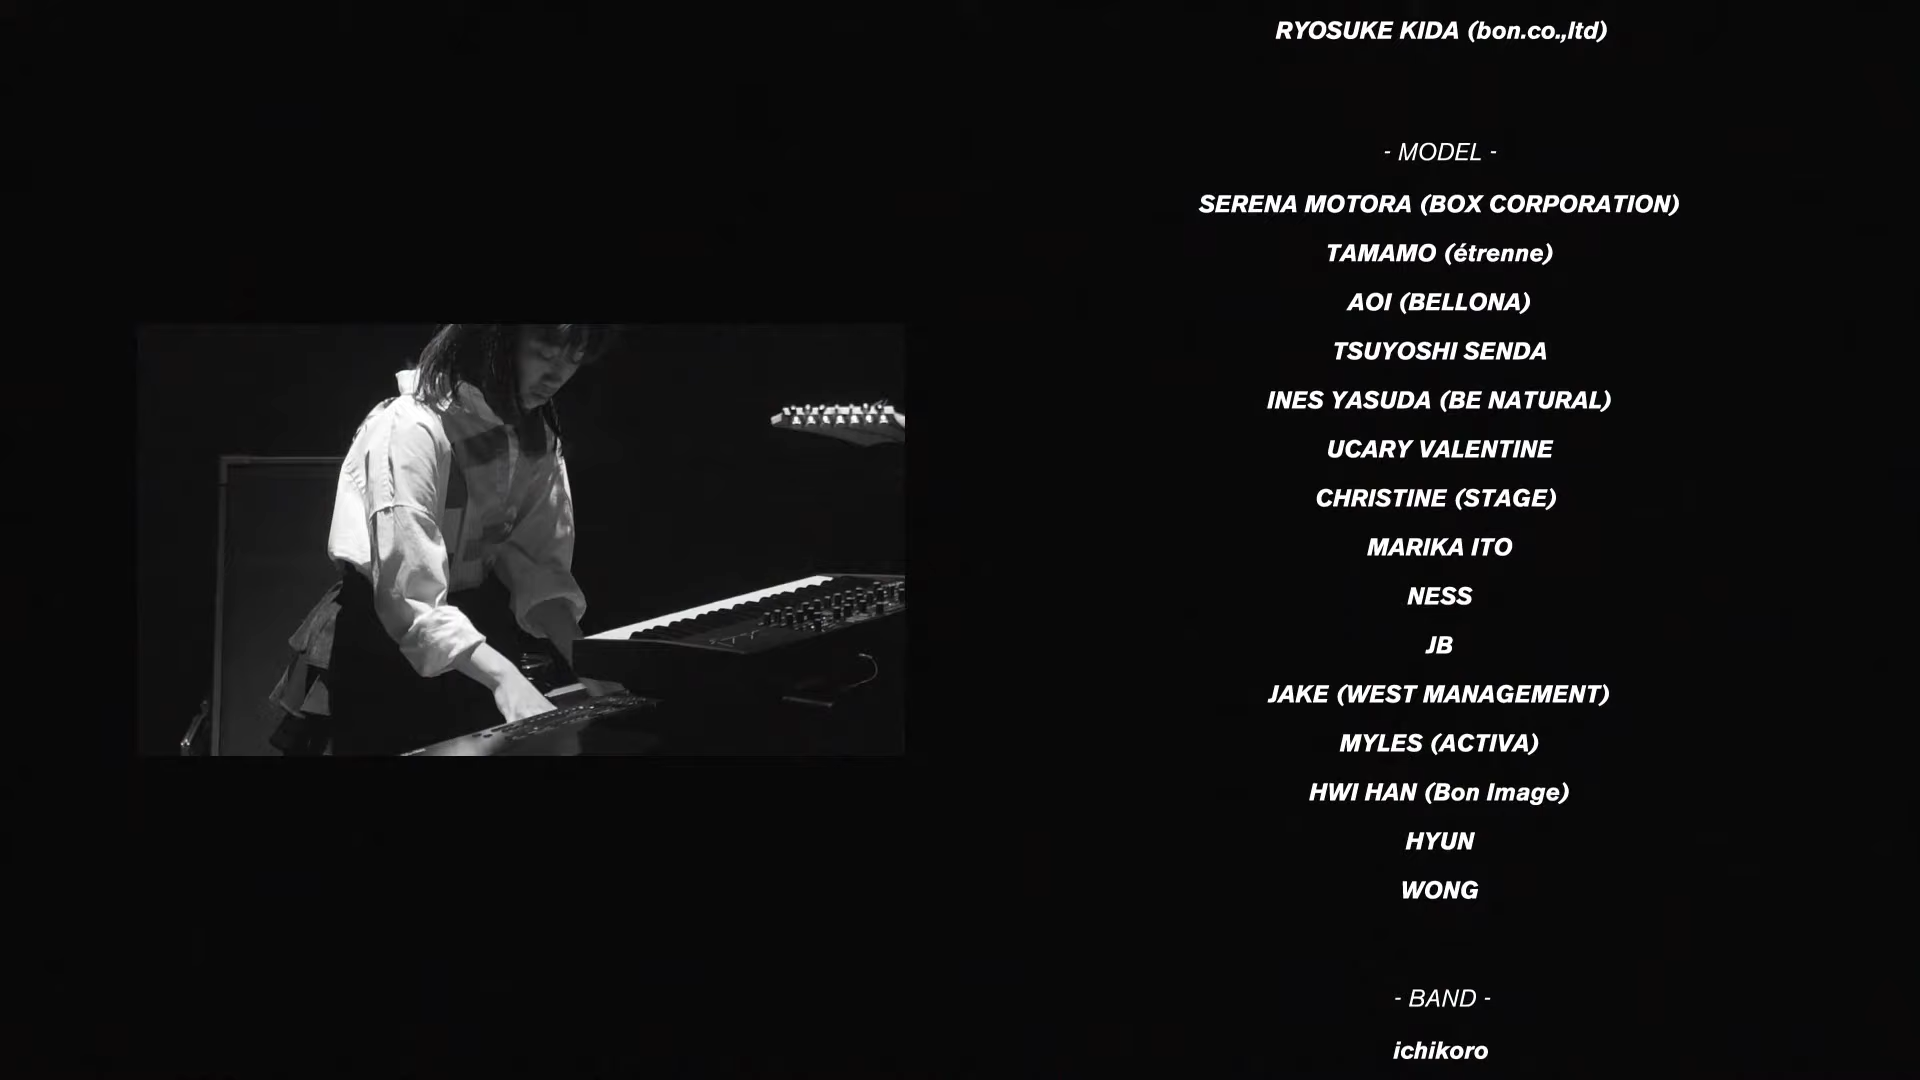 RYOSUKE KIDA (bon.co.,ltd)
- MODEL -
SERENA MOTORA (BOX CORPORATION)
TAMAMO (étrenne)
AOI (BELLONA)
TSUYOSHI SENDA
INES YASUDA (BE NATURAL)
UCARY VALENTINE
CHRISTINE (STAGE)
MARIKA ITO
NESS
JB
JAKE (WEST MANAGEMENT)
MYLES (ACTIVA)
HWI HAN (Bon Image)
HYUN
WONG
- BAND -
ichikoro